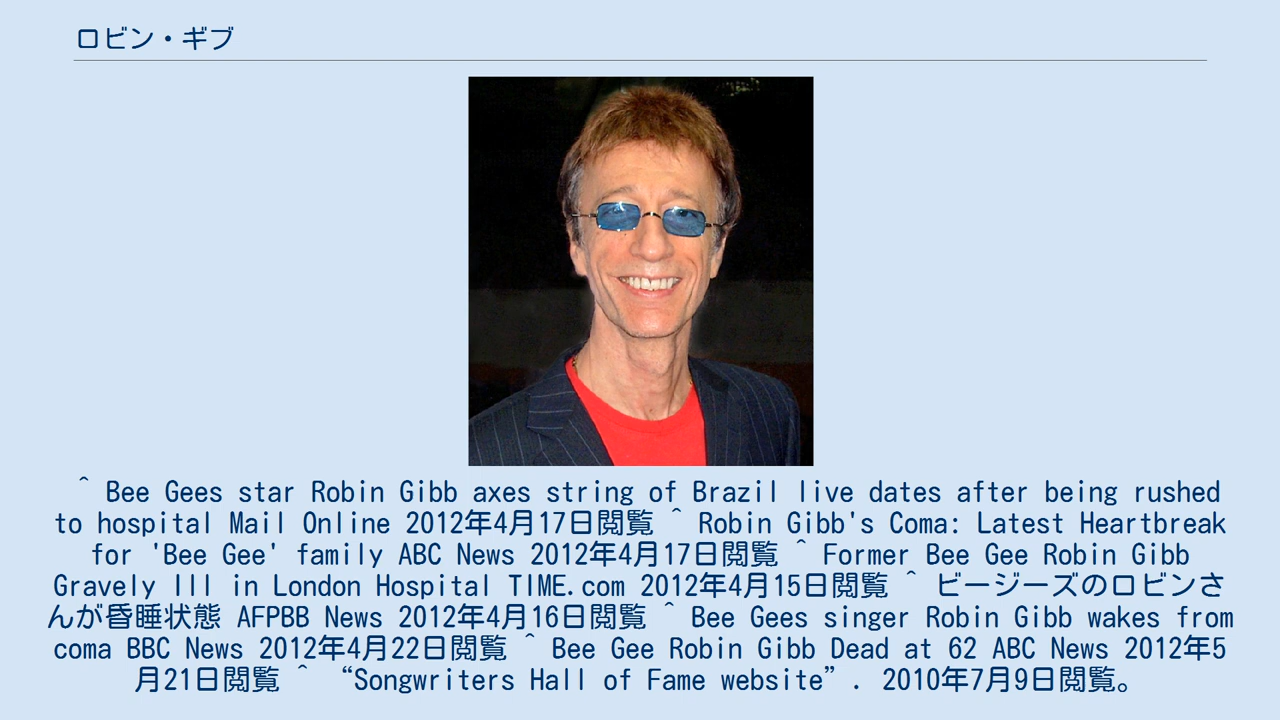 ロビン・ギブ
^ Bee Gees star Robin Gibb axes string of Brazil live dates after being rushed
to hospital Mail Online 2012年4月17日閲覧 ^ Robin Gibb's Coma: Latest Heartbreak
for 'Bee Gee' family ABC News 2012年4月17日閲覧 ^ Former Bee Gee Robin Gibb
Gravely Ill in London Hospital TIME.com 2012年4月15日閲覧 ^ ビージーズのロビンさ
んが昏睡状態 AFPBB News 2012年4月16日閲覧 ^ Bee Gees singer Robin Gibb wakes from
coma BBC News 2012年4月22日閲覧 ^ Bee Gee Robin Gibb Dead at 62 ABC News 2012年5
月21日閲覧 ^ “Songwriters Hall of Fame website”. 2010年7月9日閲覧。